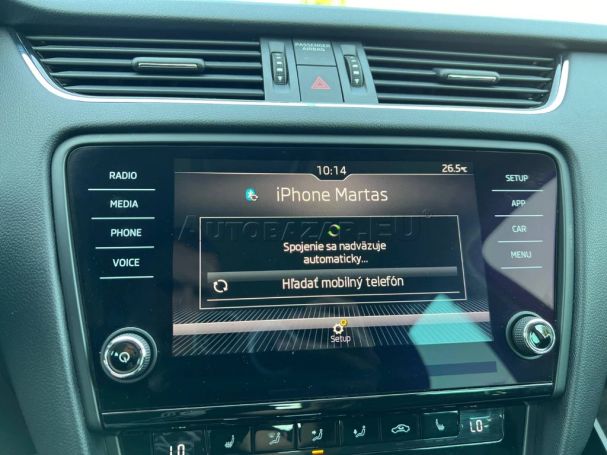 PASSENGER
AIRBAG
10:14
26.5°C
RADIO
MEDIA
PHONE
VOICE
iPhone Martas
AUTOBAZAR.EU
Spojenie sa nadväzuje
automaticky...
Hľadať mobilný telefón
Setup
SETUP
APP
CAR
MENU
LO
LO